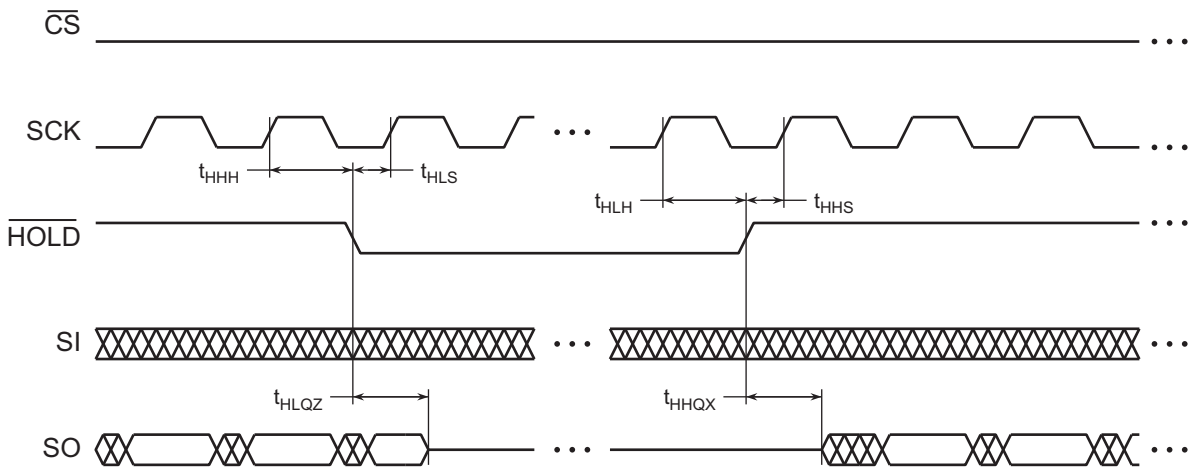 CS
• • •
SCK
• • •
• • •
tHHH
tHLS
tHLH
tHHS
HOLD
• • •
SI
• • •
• • •
tHLQZ
tHHQX
SO
• • •
• • •